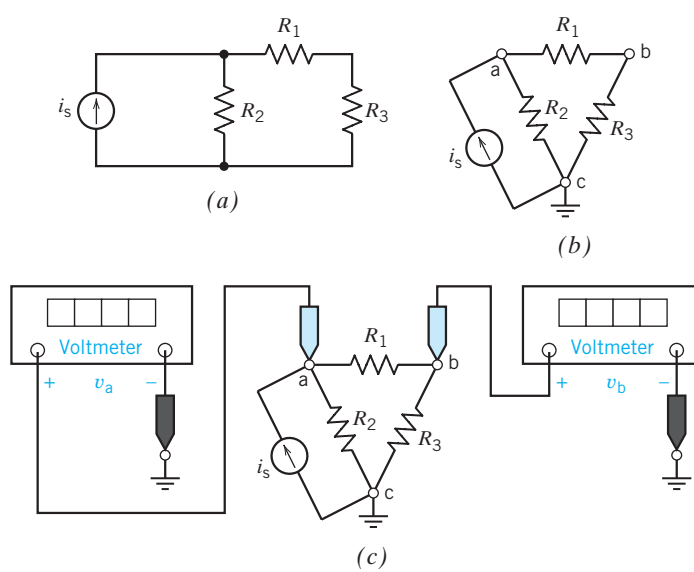 R1
is
R2
R3
(a)
a
R1
b
R2
R3
is
c
(b)
Voltmeter
+ va −
a
R1
b
R2
R3
is
c
Voltmeter
+ vb −
(c)